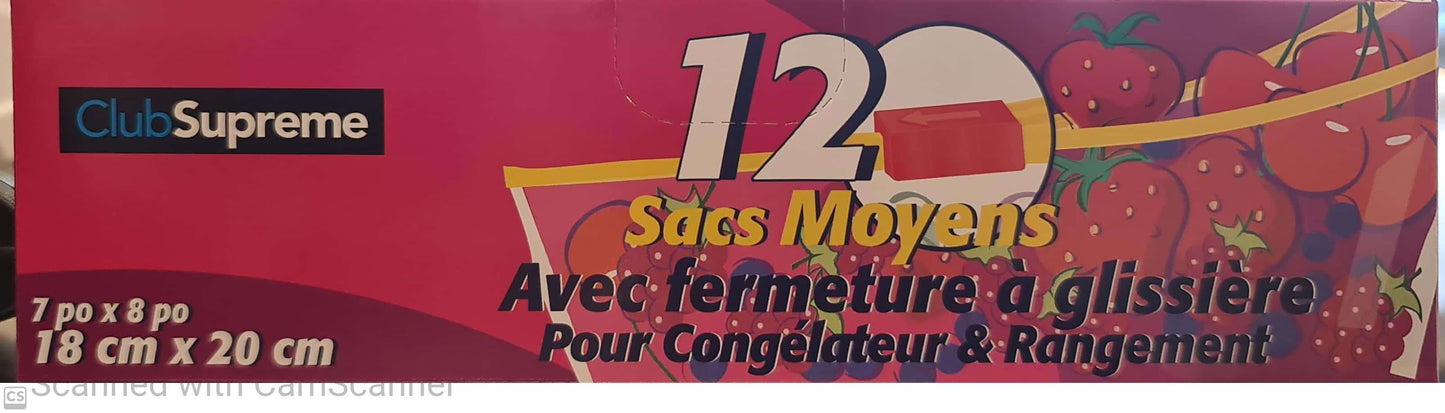 ClubSupreme
12
Sacs Moyens
Avec fermeture à glissière
Pour Congélateur & Rangement
7 po x 8 po
18 cm x 20 cm
CS
Scanned with CamScanner